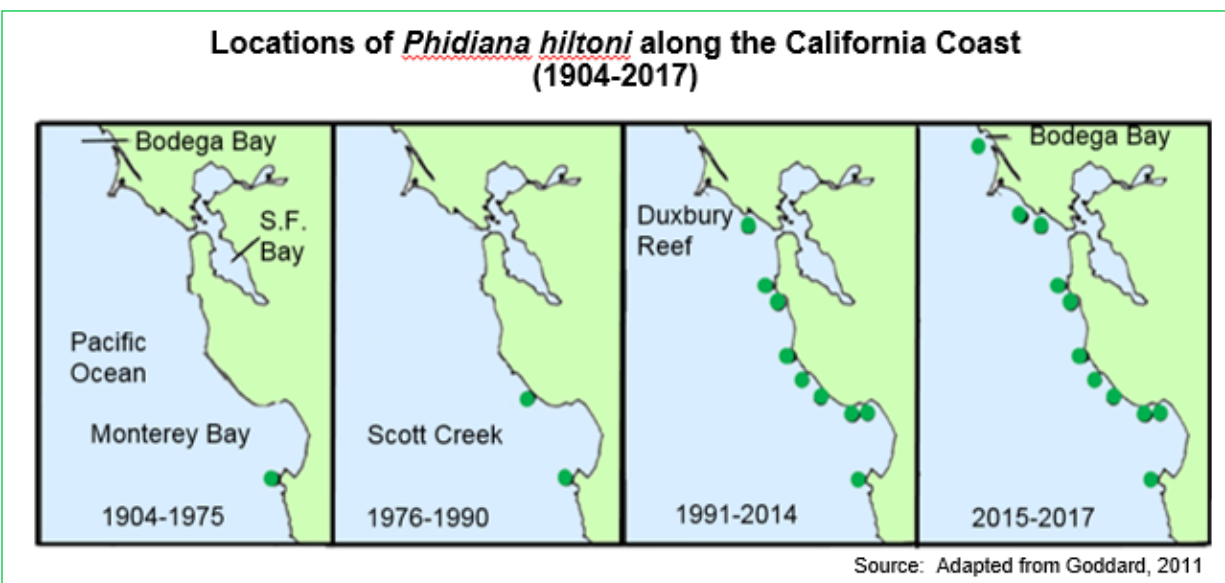 Locations of Phidiana hiltoni along the California Coast
(1904-2017)
Bodega Bay
S.F.
Bay
Pacific
Ocean
Monterey Bay
1904-1975
Scott Creek
1976-1990
Duxbury
Reef
1991-2014
Bodega Bay
2015-2017
Source: Adapted from Goddard, 2011